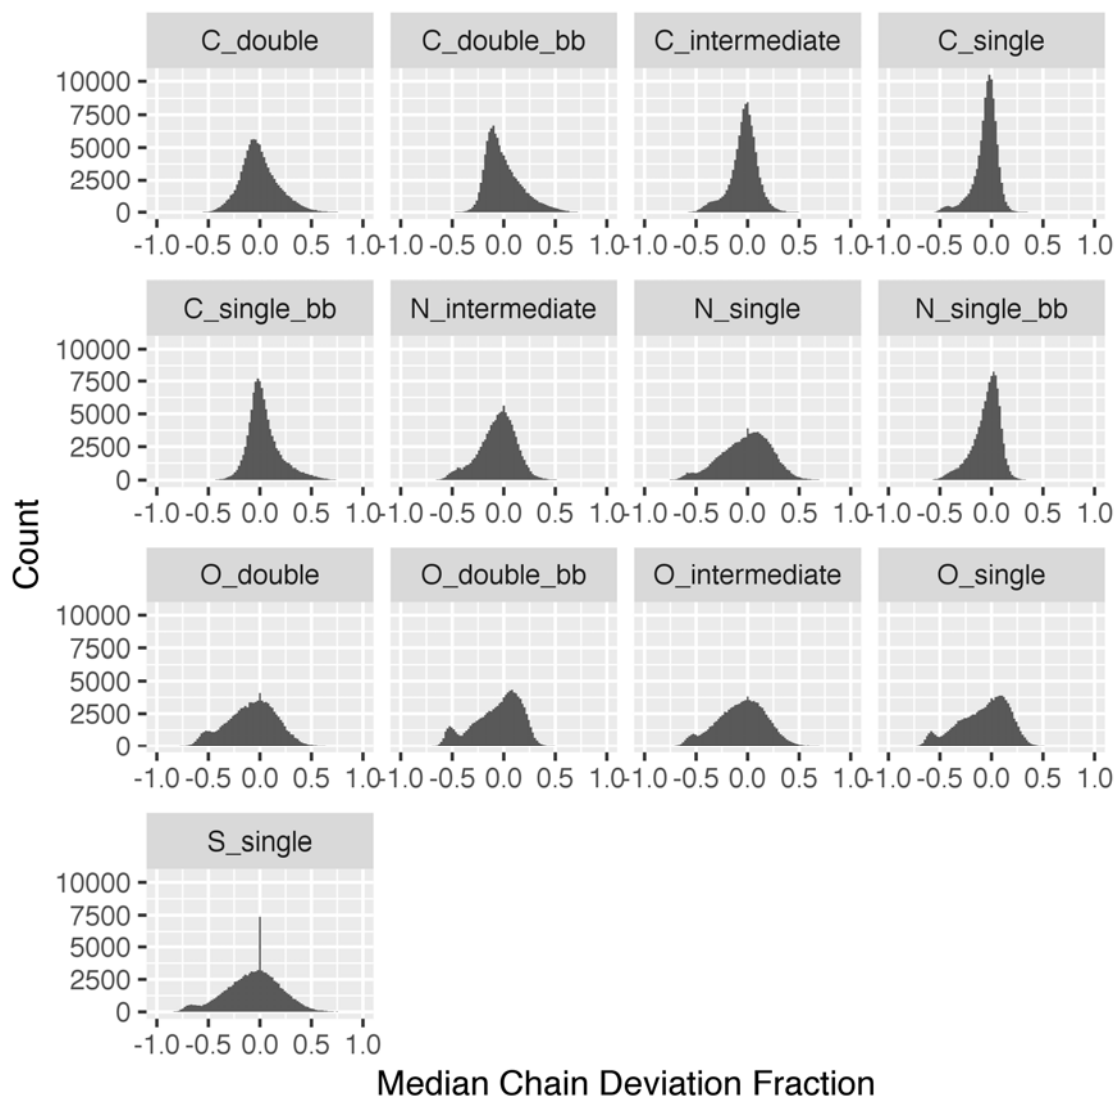 C_double C_double_bb C_intermediate C_single
10000
7500
5000
2500
0
-1.0 -0.5 0.0 0.5 1.0 -1.0 -0.5 0.0 0.5 1.0 -1.0 -0.5 0.0 0.5 1.0 -1.0 -0.5 0.0 0.5 1.0
C_single_bb N_intermediate N_single N_single_bb
10000
7500
5000
2500
0
-1.0 -0.5 0.0 0.5 1.0 -1.0 -0.5 0.0 0.5 1.0 -1.0 -0.5 0.0 0.5 1.0 -1.0 -0.5 0.0 0.5 1.0
Count
O_double O_double_bb O_intermediate O_single
10000
7500
5000
2500
0
-1.0 -0.5 0.0 0.5 1.0 -1.0 -0.5 0.0 0.5 1.0 -1.0 -0.5 0.0 0.5 1.0 -1.0 -0.5 0.0 0.5 1.0
S_single
10000
7500
5000
2500
0
-1.0 -0.5 0.0 0.5 1.0
Median Chain Deviation Fraction